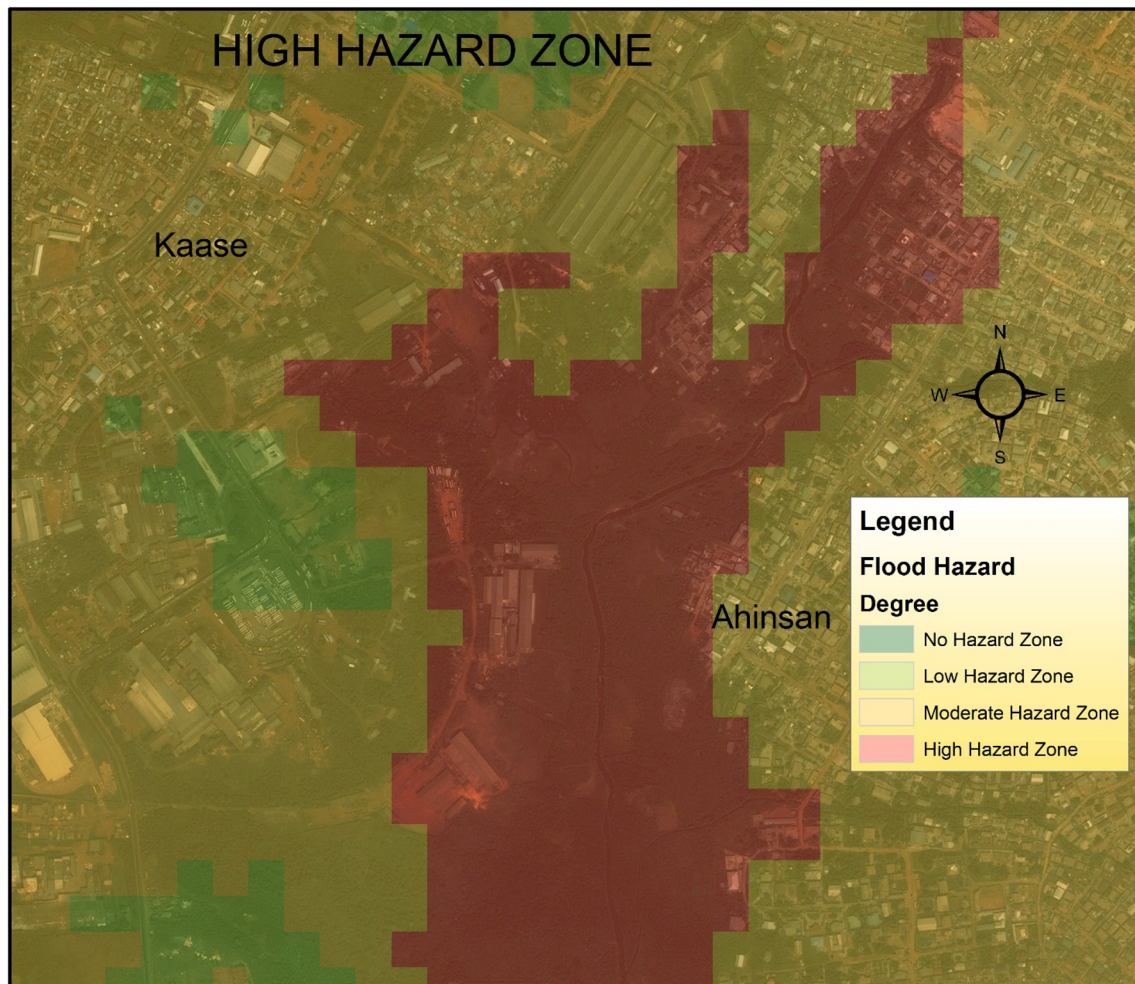 HIGH HAZARD ZONE
Kaase
N
W
E
S
Legend
Flood Hazard
Degree
No Hazard Zone
Low Hazard Zone
Moderate Hazard Zone
High Hazard Zone
Ahinsan